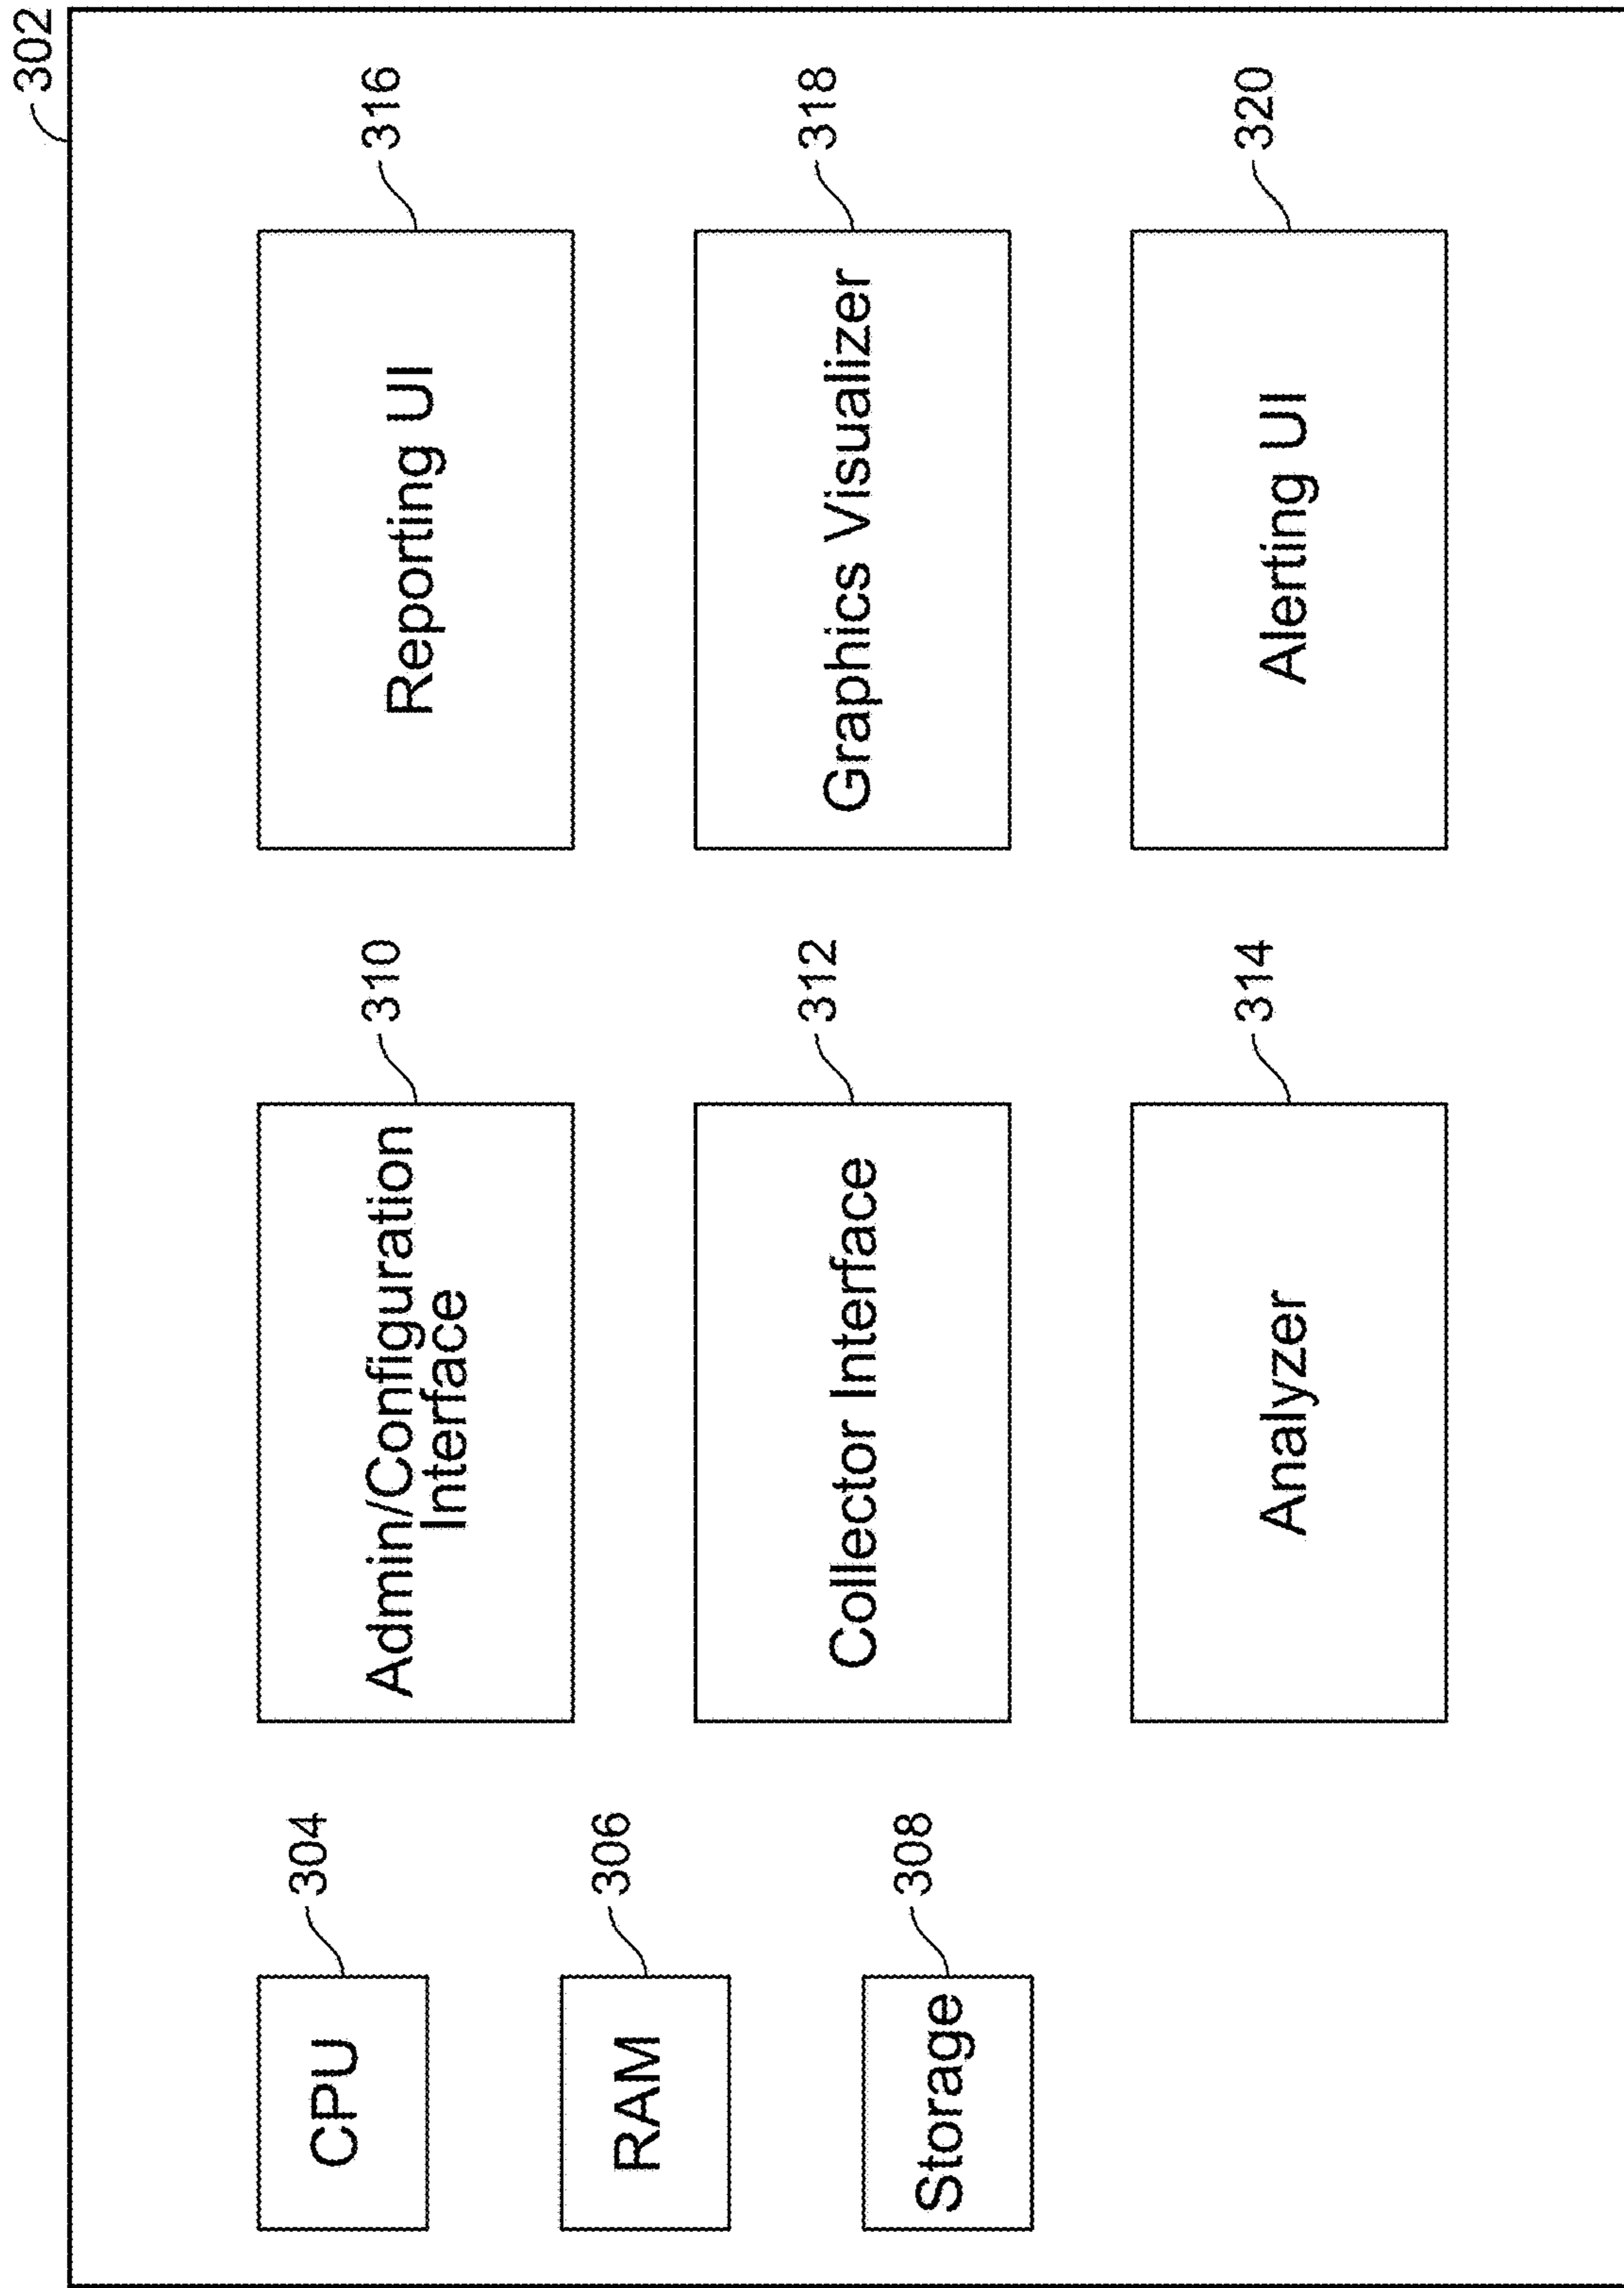 302
CPU
304
Admin/Configuration
Interface
310
Reporting UI
316
RAM
306
Collector Interface
312
Graphics Visualizer
318
Storage
308
Analyzer
314
Alerting UI
320